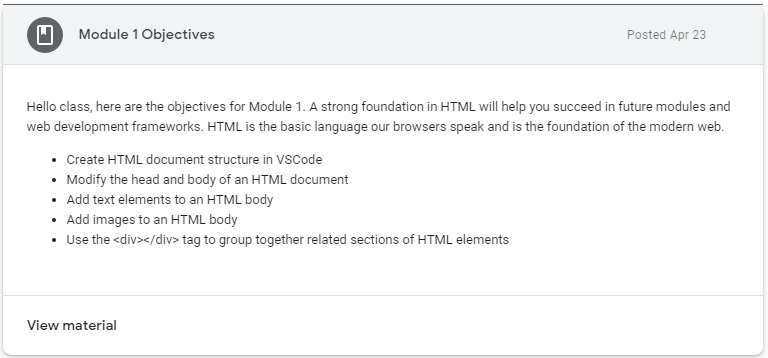 Module 1 Objectives
Posted Apr 23
Hello class, here are the objectives for Module 1. A strong foundation in HTML will help you succeed in future modules and
web development frameworks. HTML is the basic language our browsers speak and is the foundation of the modern web.
• Create HTML document structure in VSCode
• Modify the head and body of an HTML document
• Add text elements to an HTML body
• Add images to an HTML body
• Use the <div></div> tag to group together related sections of HTML elements
View material